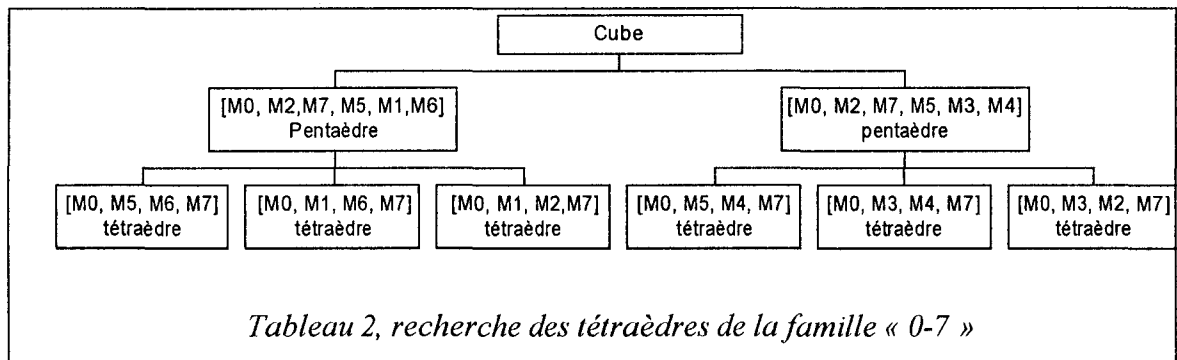 Cube
[M0, M2,M7, M5, M1,M6]
Pentaèdre
[M0, M2, M7, M5, M3, M4]
pentaèdre
[M0, M5, M6, M7]
tétraèdre
[M0, M1, M6, M7]
tétraèdre
[M0, M1, M2,M7]
tétraèdre
[M0, M5, M4, M7]
tétraèdre
[M0, M3, M4, M7]
tétraèdre
[M0, M3, M2, M7]
tétraèdre
Tableau 2, recherche des tétraèdres de la famille « 0-7 »